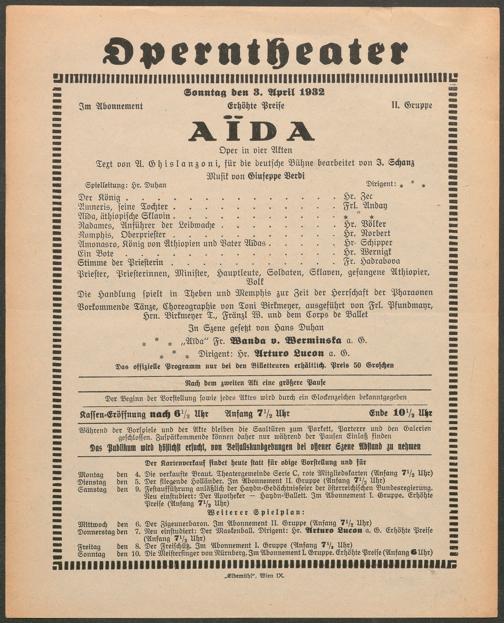 Operntheater
Sonntag den 3. April 1932
Im Abonnement Erhöhte Preise II. Gruppe
AÏDA
Oper in vier Akten
Text von A. Ghislanzoni, für die deutsche Bühne bearbeitet von J. Schanz
Musik von Giuseppe Verdi
Spielleitung: Hr. Duhan Dirigent: * * *
Der König . . . . . . . . . . Hr. Zec
Amneris, seine Tochter . . . . . . . . . . Frl. Anday
Aïda, äthiopische Sklavin . . . . . . . . . . * * *
Radames, Anführer der Leibwache . . . . . . . . . . Hr. Völker
Ramphis, Oberpriester . . . . . . . . . . Hr. Norbert
Amonasro, König von Äthiopien und Vater Aïdas . . . . . . . . . . Hr. Schipper
Ein Bote . . . . . . . . . . Hr. Wernigk
Stimme der Priesterin . . . . . . . . . . Fr. Hadrabova
Priester, Priesterinnen, Minister, Hauptleute, Soldaten, Sklaven, gefangene Äthiopier,
Volk
Die Handlung spielt in Theben und Memphis zur Zeit der Herrschaft der Pharaonen
Vorkommende Tänze, Choreographie von Toni Birkmeyer, ausgeführt von Frl. Pfundmayr,
Hrn. Birkmeyer T., Fränzl W. und dem Corps de Ballet
In Szene gesetzt von Hans Duhan
* * * „Aïda" Fr. Wanda v. Werminska a. G.
* * * Dirigent: Hr. Arturo Lucon a. G.
Das offizielle Programm nur bei den Billetteuren erhältlich. Preis 50 Groschen
Nach dem zweiten Akt eine größere Pause
Der Beginn der Vorstellung sowie jedes Aktes wird durch ein Glockenzeichen bekanntgegeben
Kassen-Eröffnung nach 6½ Uhr Anfang 7½ Uhr Ende 10½ Uhr
Während der Vorspiele und der Akte bleiben die Saaltüren zum Parkett, Parterre und den Galerien
geschlossen. Zuspätkommende können daher nur während der Pausen Einlaß finden
Das Publikum wird höflichst ersucht, von Beifallskundgebungen bei offener Szene Abstand zu nehmen
Der Kartenverkauf findet heute statt für obige Vorstellung und für
Montag den 4. Die verkaufte Braut. Theatergemeinde Serie C, rote Mitgliedskarten (Anfang 7½ Uhr)
Dienstag den 5. Der fliegende Holländer. Im Abonnement II. Gruppe (Anfang 7½ Uhr)
Samstag den 9. Festaufführung anläßlich der Haydn-Gedächtnisfeier der österreichischen Bundesregierung.
Neu einstudiert: Der Apotheker — Haydn-Ballett. Im Abonnement I. Gruppe. Erhöhte
Preise (Anfang 7½ Uhr)
Weiterer Spielplan:
Mittwoch den 6. Der Zigeunerbaron. Im Abonnement II. Gruppe (Anfang 7½ Uhr)
Donnerstag den 7. Neu einstudiert: Der Maskenball. Dirigent: Hr. Arturo Lucon a. G. Erhöhte Preise
(Anfang 7½ Uhr)
Freitag den 8. Der Freischütz. Im Abonnement I. Gruppe (Anfang 7½ Uhr)
Sonntag den 10. Die Meistersinger von Nürnberg. Im Abonnement I. Gruppe. Erhöhte Preise (Anfang 6 Uhr)
„Elbemühl", Wien IX.